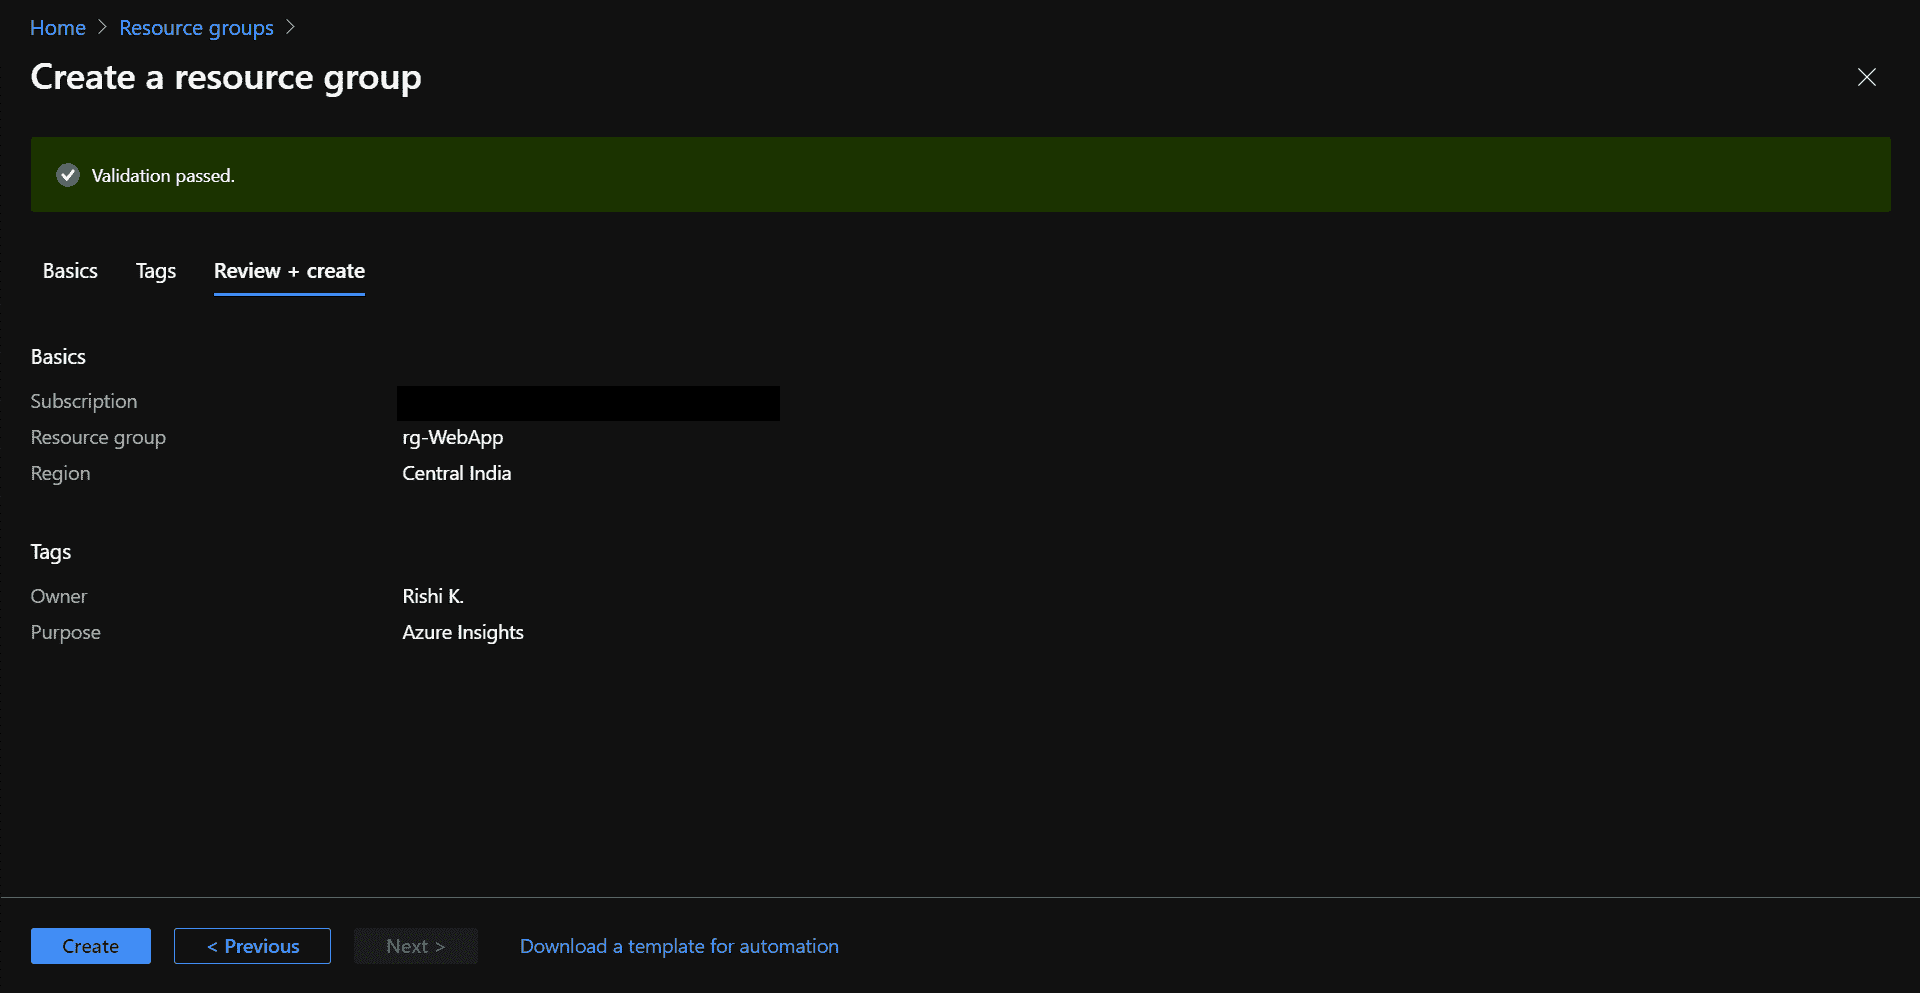 Home > Resource groups >
Create a resource group
Validation passed.
Basics Tags Review + create
Basics
Subscription
Resource group rg-WebApp
Region Central India
Tags
Owner Rishi K.
Purpose Azure Insights
Create < Previous Next > Download a template for automation